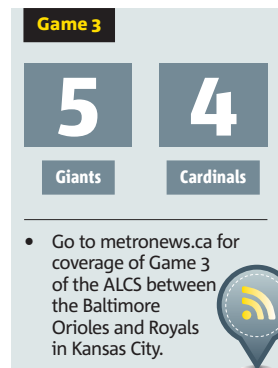 Game 3
5 4
Giants Cardinals
• Go to metronews.ca for
coverage of Game 3
of the ALCS between
the Baltimore
Orioles and Royals
in Kansas City.